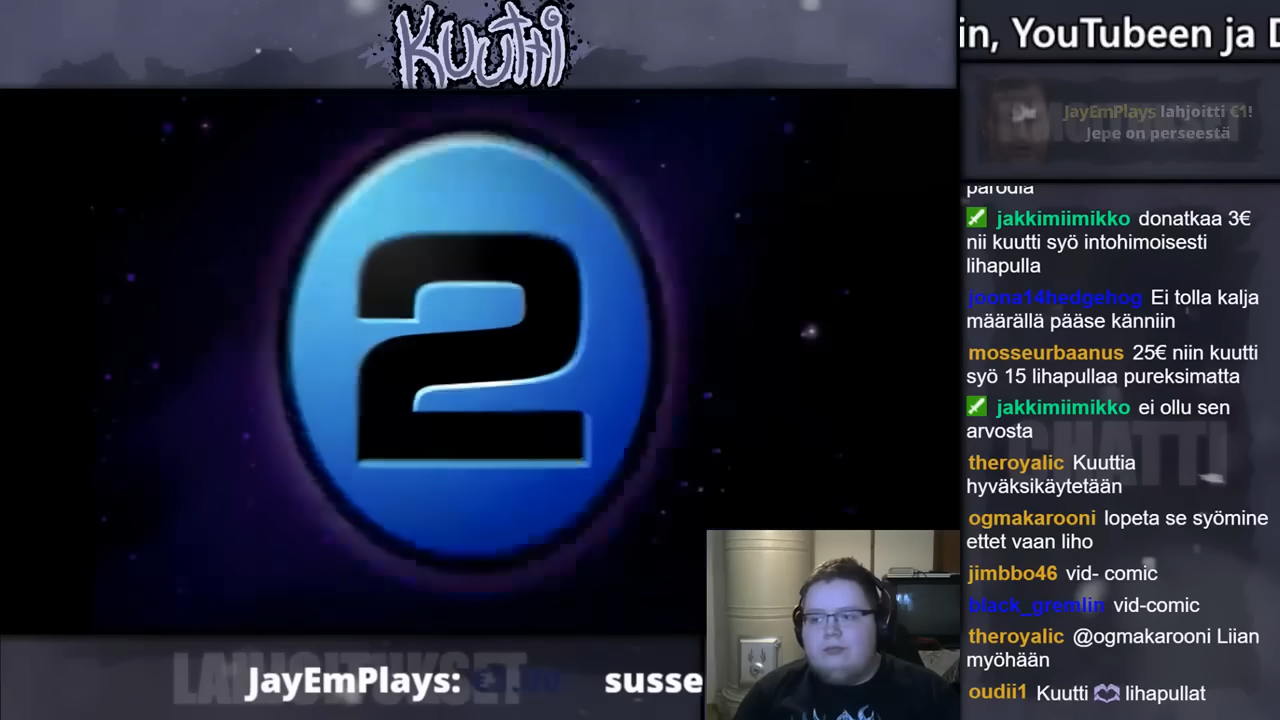 Kuutti
in, YouTubeen ja D
JayEmPlays lahjoitti €1!
Jepe on perseestä
2
parodia
jakkimiimikko donatkaa 3€
nii kuutti syö intohimoisesti
lihapulla
joona14hedgehog Ei tolla kalja
määrällä pääse känniin
mosseurbaanus 25€ niin kuutti
syö 15 lihapullaa pureksimatta
jakkimiimikko ei ollu sen
arvosta
CHATTI
theroyalic Kuuttia
hyväksikäytetään
ogmakarooni lopeta se syömine
ettet vaan liho
jimbbo46 vid- comic
black_gremlin vid-comic
theroyalic @ogmakarooni Liian
myöhään
oudii1 Kuutti lihapullat
LAHJOITUKSET
JayEmPlays: susse